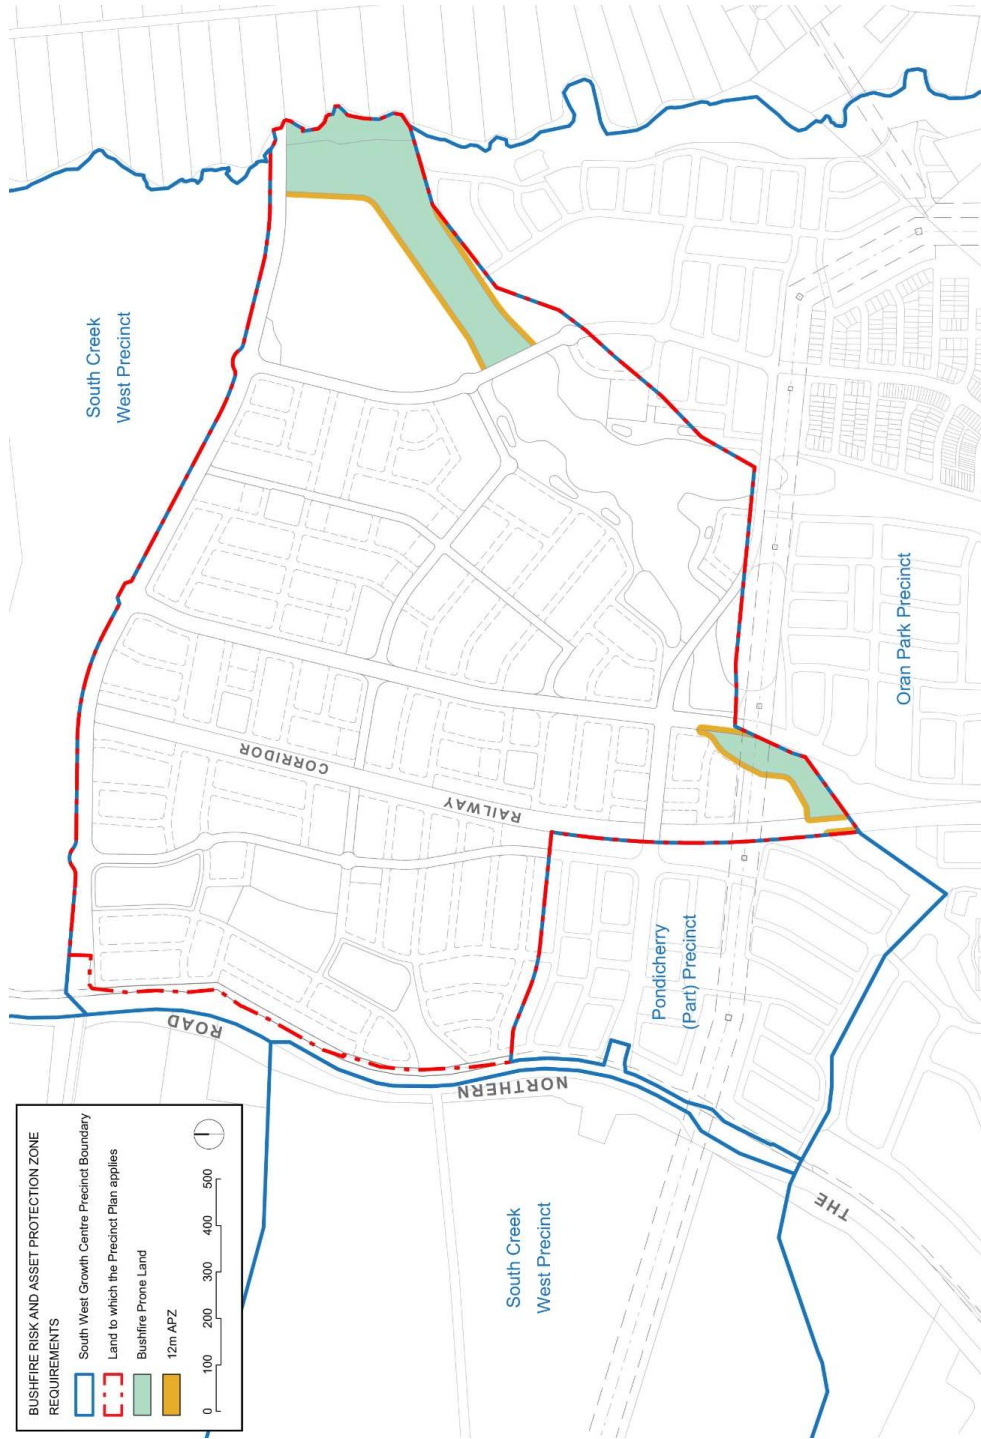 BUSHFIRE RISK AND ASSET PROTECTION ZONE
REQUIREMENTS
South West Growth Centre Precinct Boundary
Land to which the Precinct Plan applies
Bushfire Prone Land
12m APZ
0 100 200 300 400 500
South Creek
West Precinct
South Creek
West Precinct
Pondicherry
(Part) Precinct
Oran Park Precinct
RAILWAY
CORRIDOR
THE
NORTHERN
ROAD